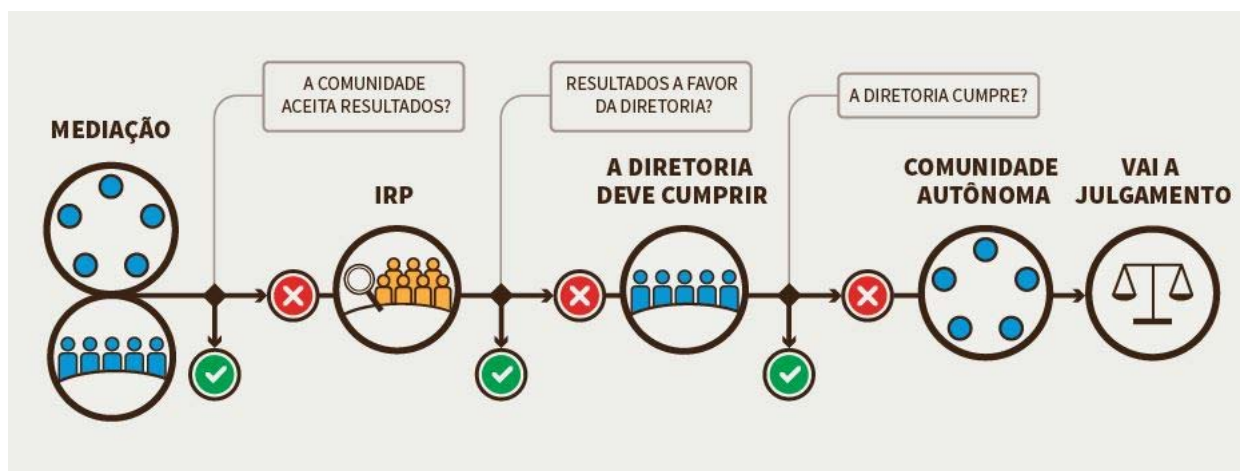 A COMUNIDADE
ACEITA RESULTADOS?
RESULTADOS A FAVOR
DA DIRETORIA?
A DIRETORIA CUMPRE?
MEDIAÇÃO
IRP
A DIRETORIA
DEVE CUMPRIR
COMUNIDADE
AUTÔNOMA
VAI A
JULGAMENTO